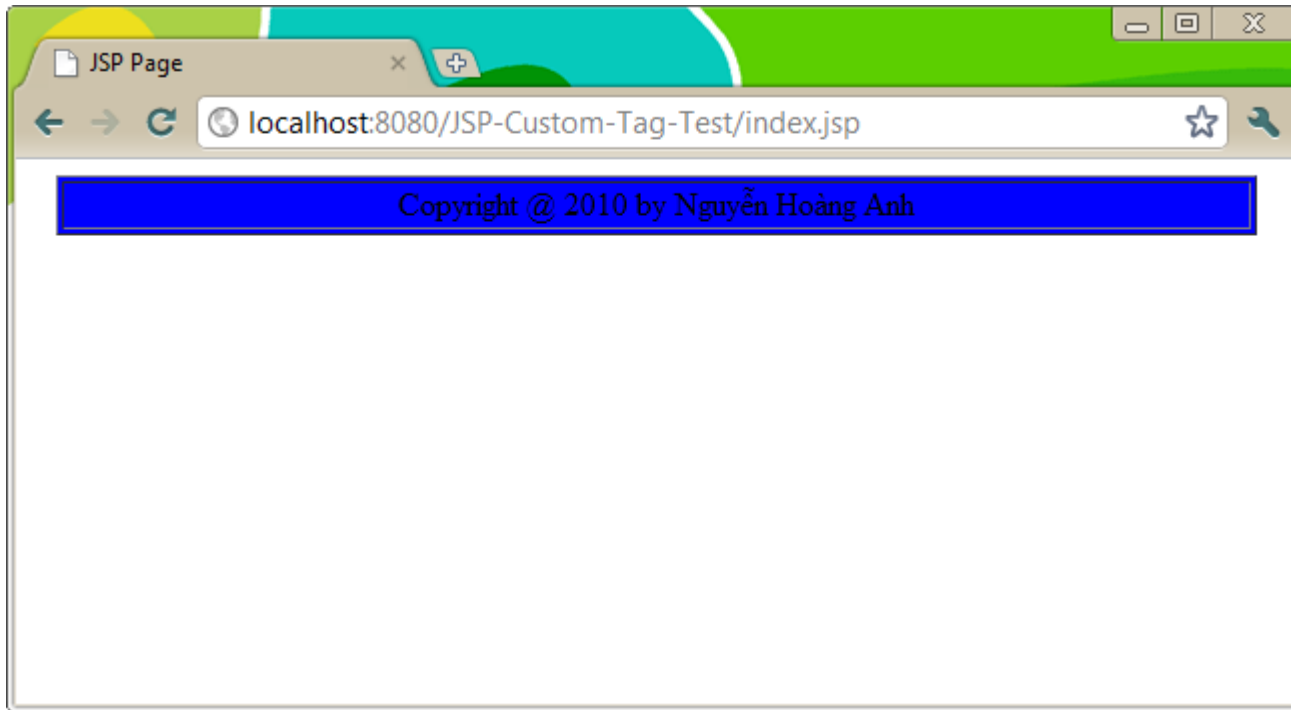 JSP Page
localhost:8080/JSP-Custom-Tag-Test/index.jsp
Copyright @ 2010 by Nguyễn Hoàng Anh